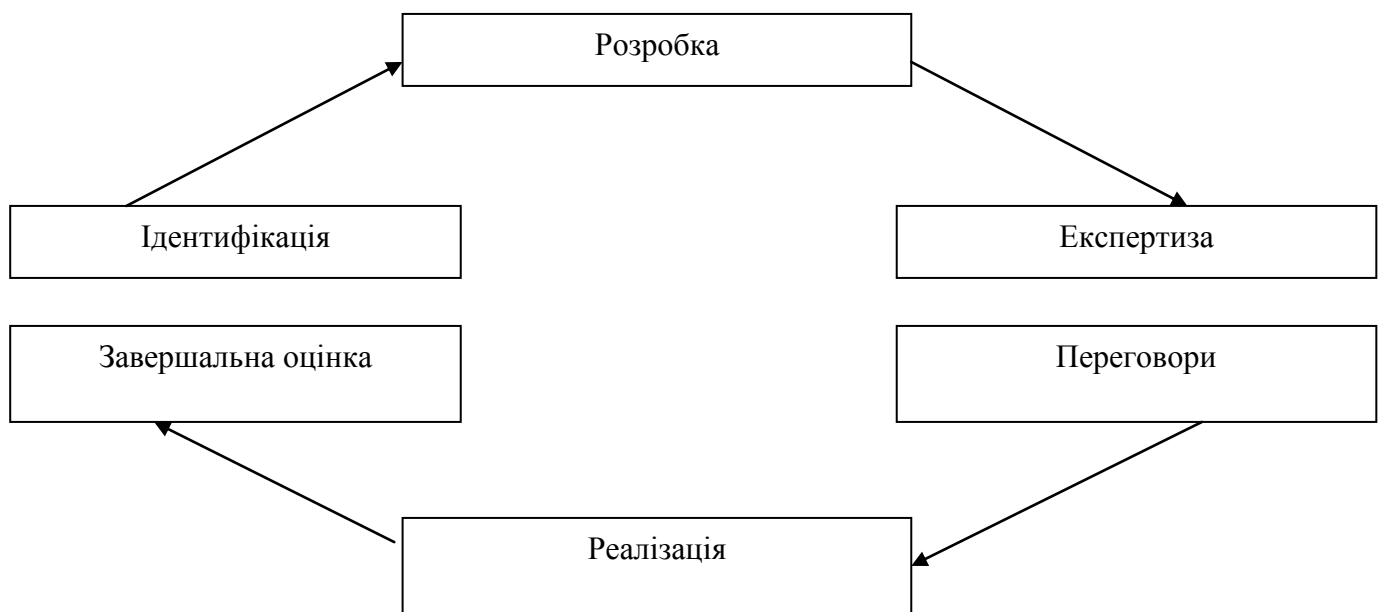 Розробка
Ідентифікація
Експертиза
Завершальна оцінка
Переговори
Реалізація